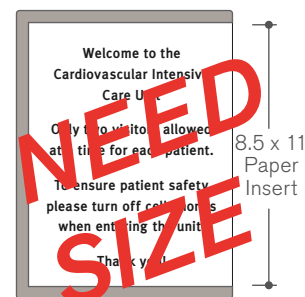 Welcome to the
Cardiovascular Intensive
Care Unit
Only two visitors allowed
at a time for each patient.
To ensure patient safety
please turn off cell phones
when entering the unit.
Thank you!
NEED
SIZE
8.5 x 11
Paper
Insert